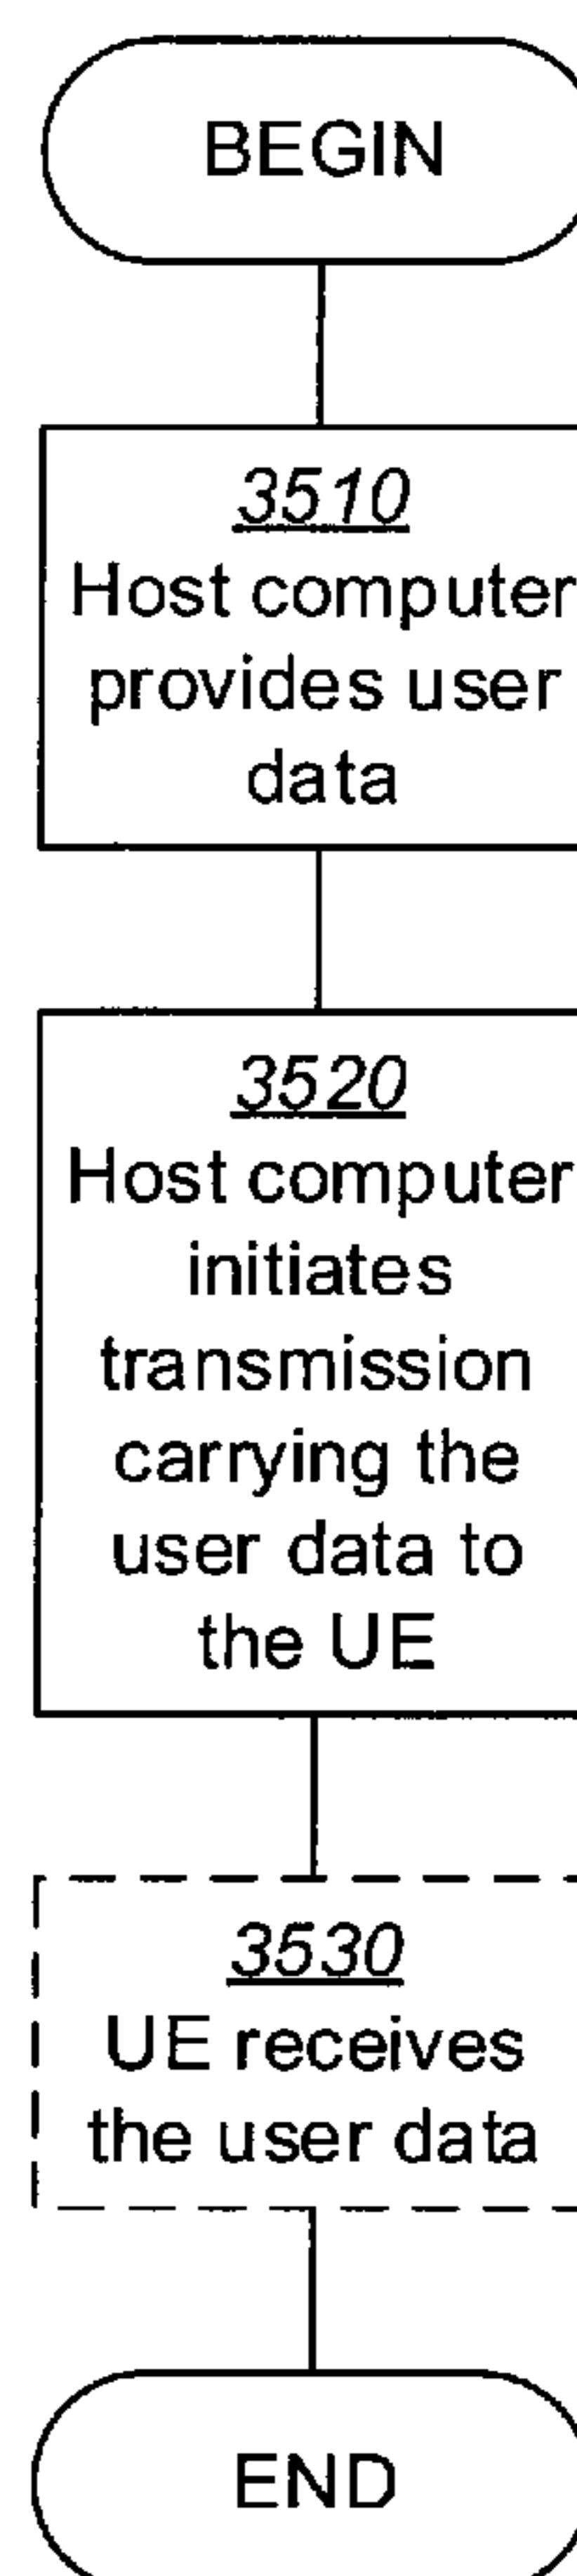 BEGIN
3510
Host computer
provides user
data
3520
Host computer
initiates
transmission
carrying the
user data to
the UE
3530
UE receives
the user data
END